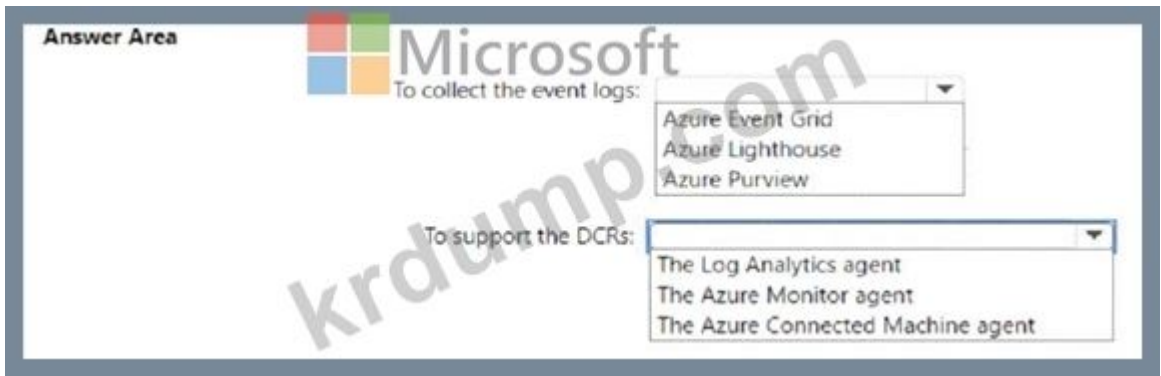 Answer Area
Microsoft
To collect the event logs:
Azure Event Grid
Azure Lighthouse
Azure Purview
To support the DCRs:
The Log Analytics agent
The Azure Monitor agent
The Azure Connected Machine agent
krdump.com